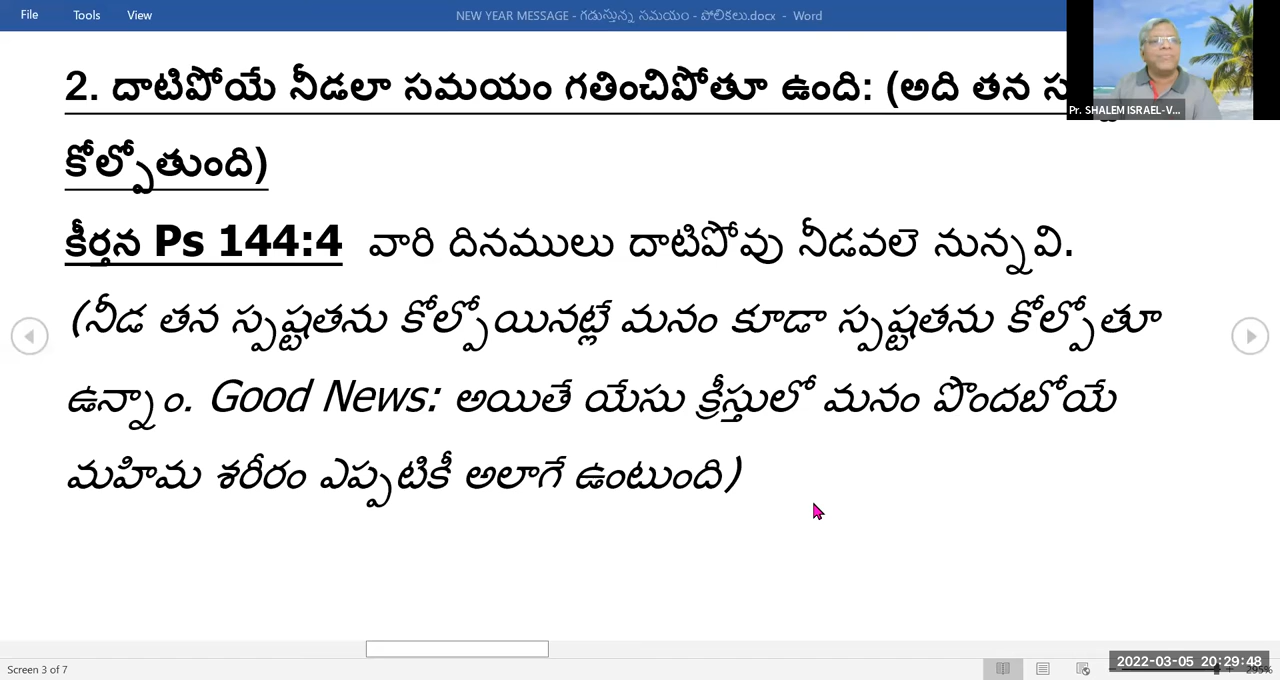 File Tools View NEW YEAR MESSAGE - గడుస్తున్న సమయం - పోలికలు.docx - Word
2. దాటిపోయే నీడలా సమయం గతించిపోతూ ఉంది: (అది తన
Pr. SHALEM ISRAEL-V...
కోల్పోతుంది)
కీర్తన Ps 144:4 వారి దినములు దాటిపోవు నీడవలె నున్నవి.
(నీడ తన స్పష్టతను కోల్పోయినట్లే మనం కూడా స్పష్టతను కోల్పోతూ
ఉన్నాం. Good News: అయితే యేసు క్రీస్తులో మనం పొందబోయే
మహిమ శరీరం ఎప్పటికీ అలాగే ఉంటుంది)
Screen 3 of 7
2022-03-05 20:29:48
295%